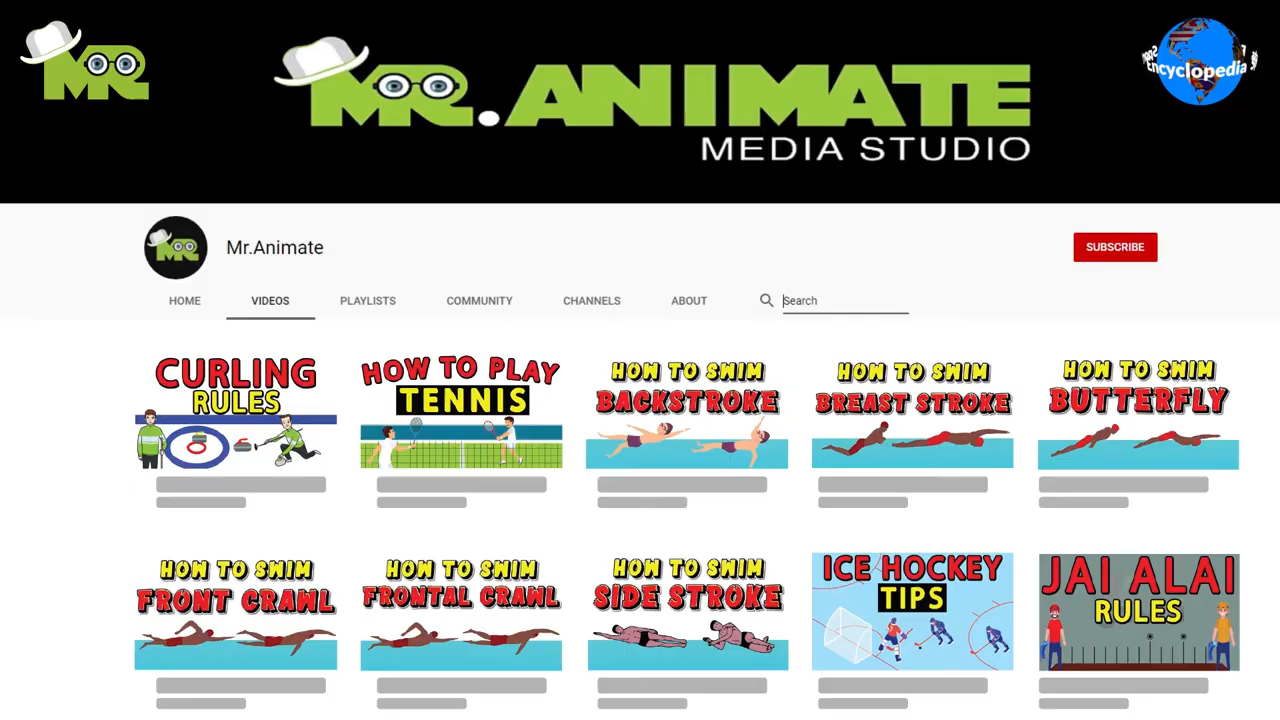 MR
MR.ANIMATE
MEDIA STUDIO
Encyclopedia
MR
Mr.Animate
SUBSCRIBE
HOME VIDEOS PLAYLISTS COMMUNITY CHANNELS ABOUT Search
CURLING
RULES
HOW TO PLAY
TENNIS
HOW TO SWIM
BACKSTROKE
HOW TO SWIM
BREAST STROKE
HOW TO SWIM
BUTTERFLY
HOW TO SWIM
FRONT CRAWL
HOW TO SWIM
FRONTAL CRAWL
HOW TO SWIM
SIDE STROKE
ICE HOCKEY
TIPS
JAI ALAI
RULES